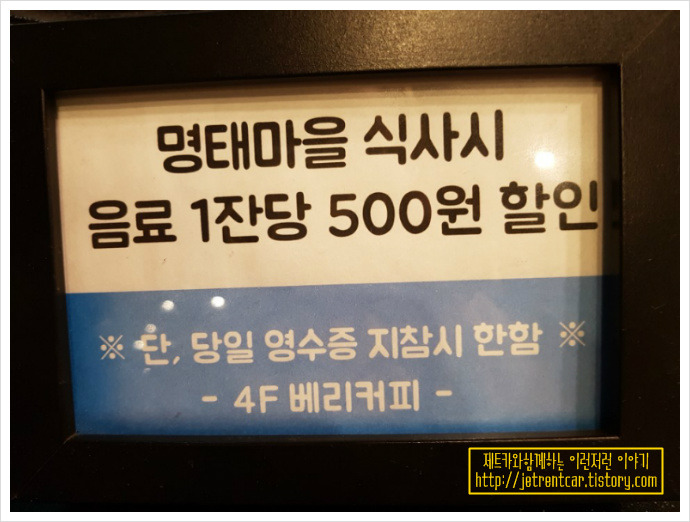 명태마을 식사시
음료 1잔당 500원 할인
※ 단, 당일 영수증 지참시 한함 ※
- 4F 베리커피 -
제트카와함께하는 이런저런 이야기
http://jetrentcar.tistory.com